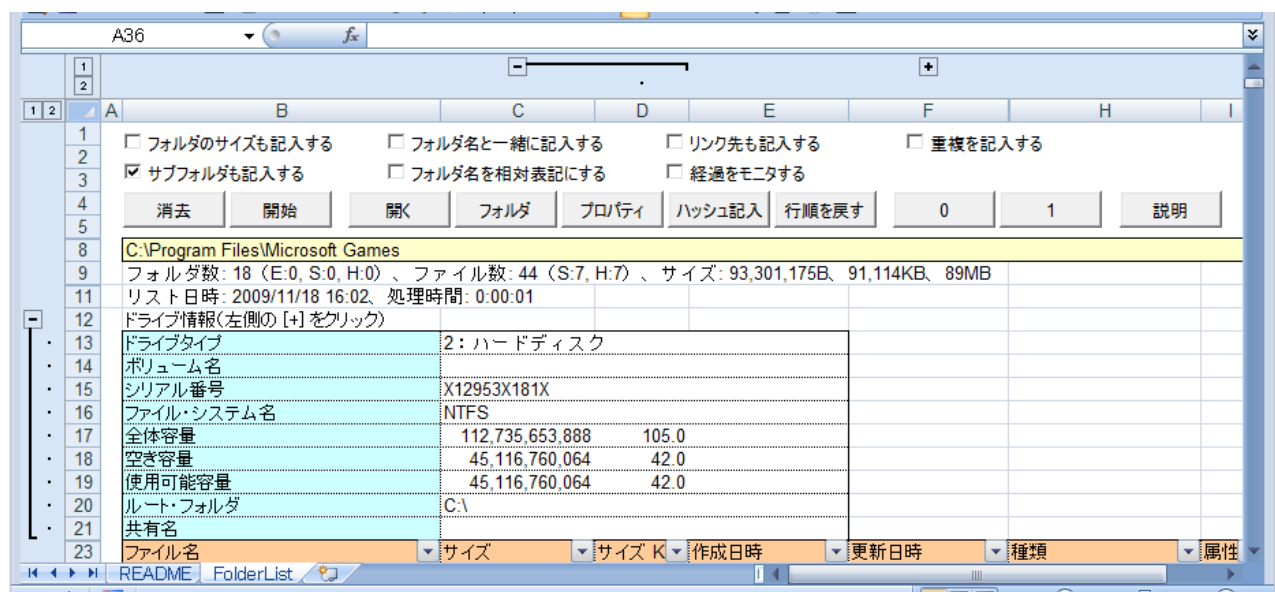 A36 fx
1
2
1 2 A B C D E F H I
1 フォルダのサイズも記入する フォルダ名と一緒に記入する リンク先も記入する 重複を記入する
2
3 サブフォルダも記入する フォルダ名を相対表記にする 経過をモニタする
4 消去 開始 開く フォルダ プロパティ ハッシュ記入 行順を戻す 0 1 説明
5
8 C:\Program Files\Microsoft Games
9 フォルダ数: 18（E:0, S:0, H:0）、ファイル数: 44（S:7, H:7）、サイズ: 93,301,175B、91,114KB、89MB
11 リスト日時: 2009/11/18 16:02、処理時間: 0:00:01
12 ドライブ情報(左側の [+] をクリック)
13 ドライブタイプ 2：ハードディスク
14 ボリューム名
15 シリアル番号 X12953X181X
16 ファイル・システム名 NTFS
17 全体容量 112,735,653,888 105.0
18 空き容量 45,116,760,064 42.0
19 使用可能容量 45,116,760,064 42.0
20 ルート・フォルダ C:\
21 共有名
23 ファイル名 サイズ サイズ K 作成日時 更新日時 種類 属性
README FolderList